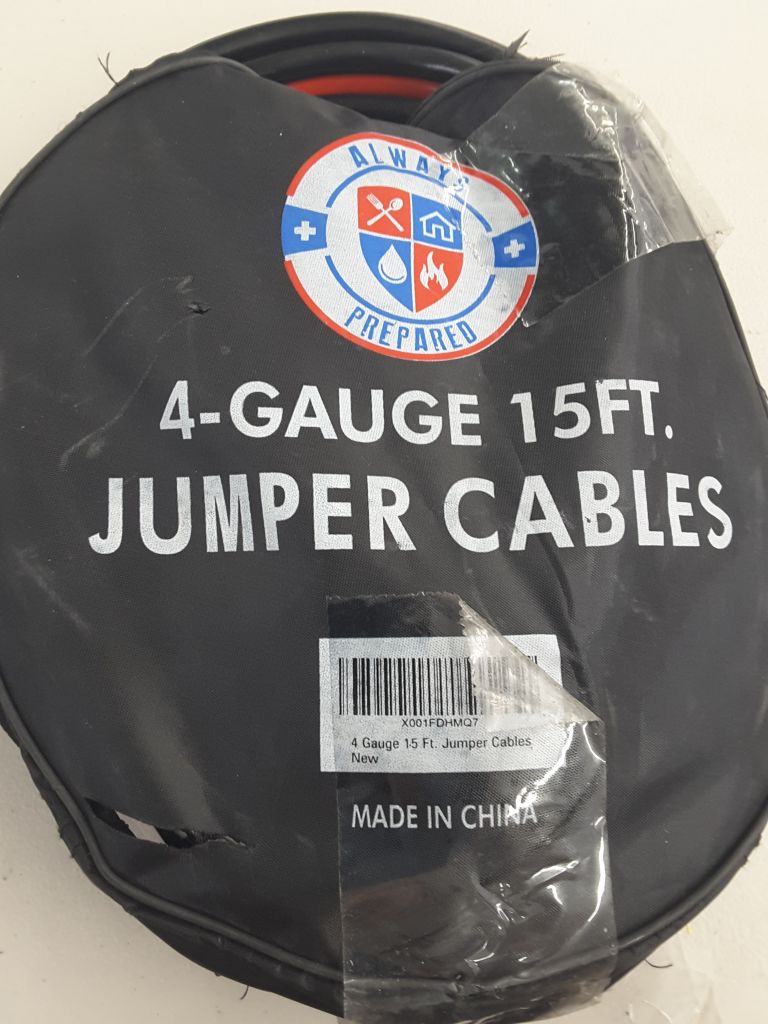 ALWAYS
PREPARED
4-GAUGE 15FT.
JUMPER CABLES
X001FDHMQ7
4 Gauge 15 Ft. Jumper Cables
New
MADE IN CHINA